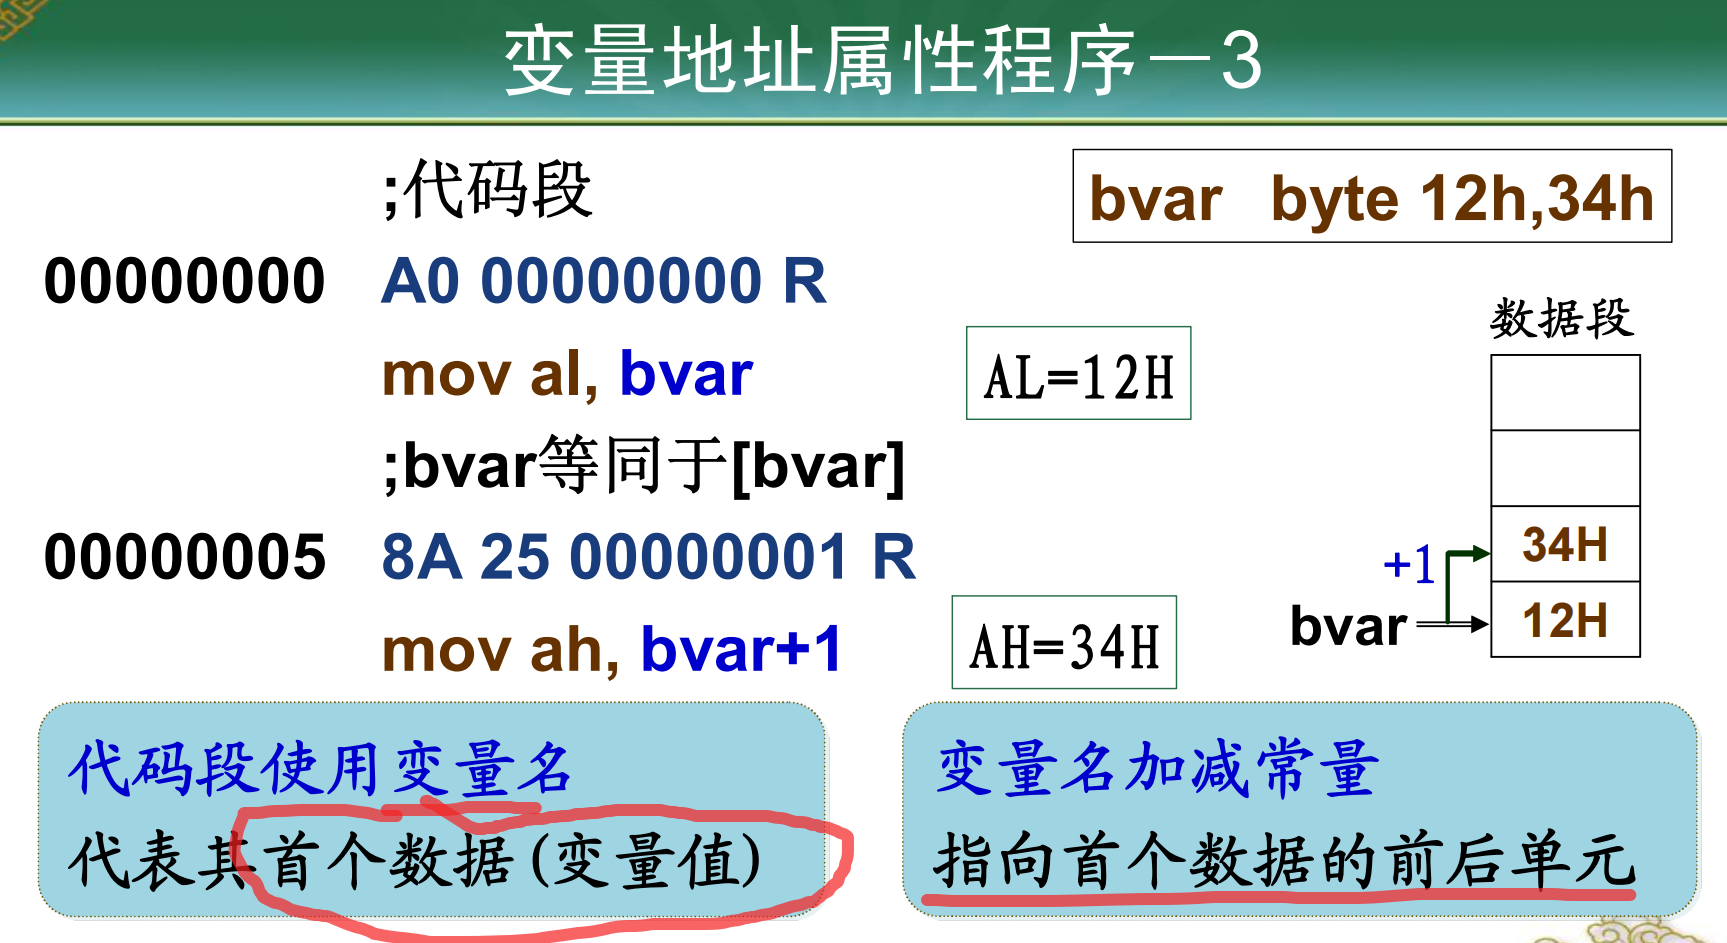 变量地址属性程序－3
;代码段
bvar byte 12h,34h
00000000 A0 00000000 R
mov al, bvar
AL=12H
;bvar等同于[bvar]
00000005 8A 25 00000001 R
mov ah, bvar+1
AH=34H
数据段
34H
+1
bvar
12H
代码段使用变量名
代表其首个数据(变量值)
变量名加减常量
指向首个数据的前后单元